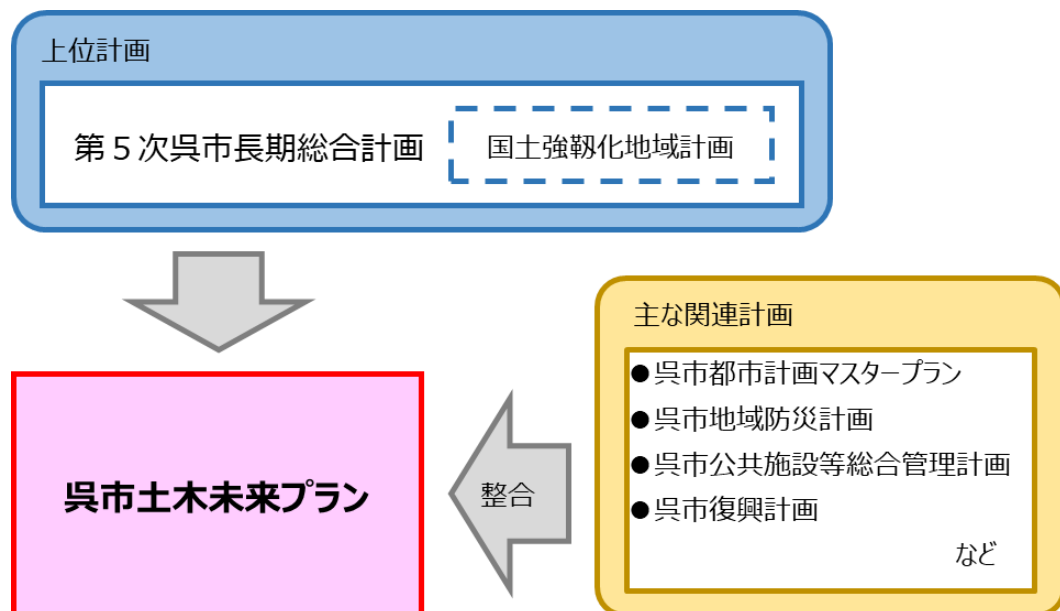 上位計画
第５次呉市長期総合計画
国土強靱化地域計画
主な関連計画
●呉市都市計画マスタープラン
●呉市地域防災計画
●呉市公共施設等総合管理計画
●呉市復興計画
など
整合
呉市土木未来プラン